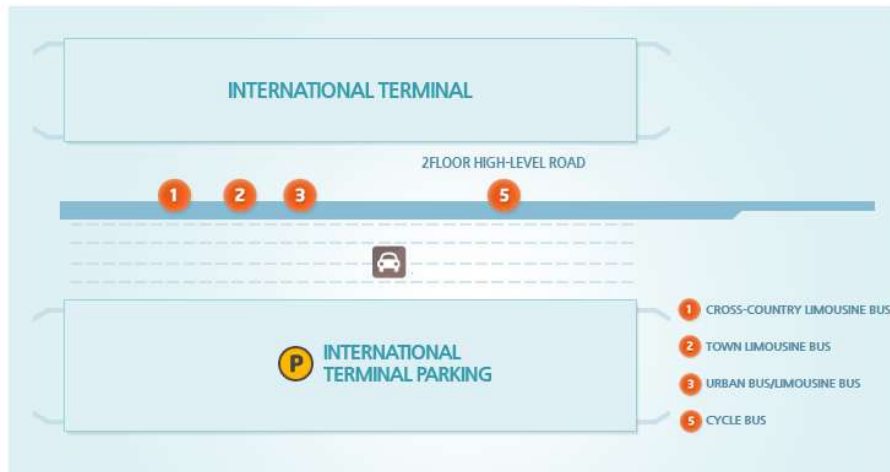 INTERNATIONAL TERMINAL
2FLOOR HIGH-LEVEL ROAD
1 2 3 5
P INTERNATIONAL
TERMINAL PARKING
1 CROSS-COUNTRY LIMOUSINE BUS
2 TOWN LIMOUSINE BUS
3 URBAN BUS/LIMOUSINE BUS
5 CYCLE BUS